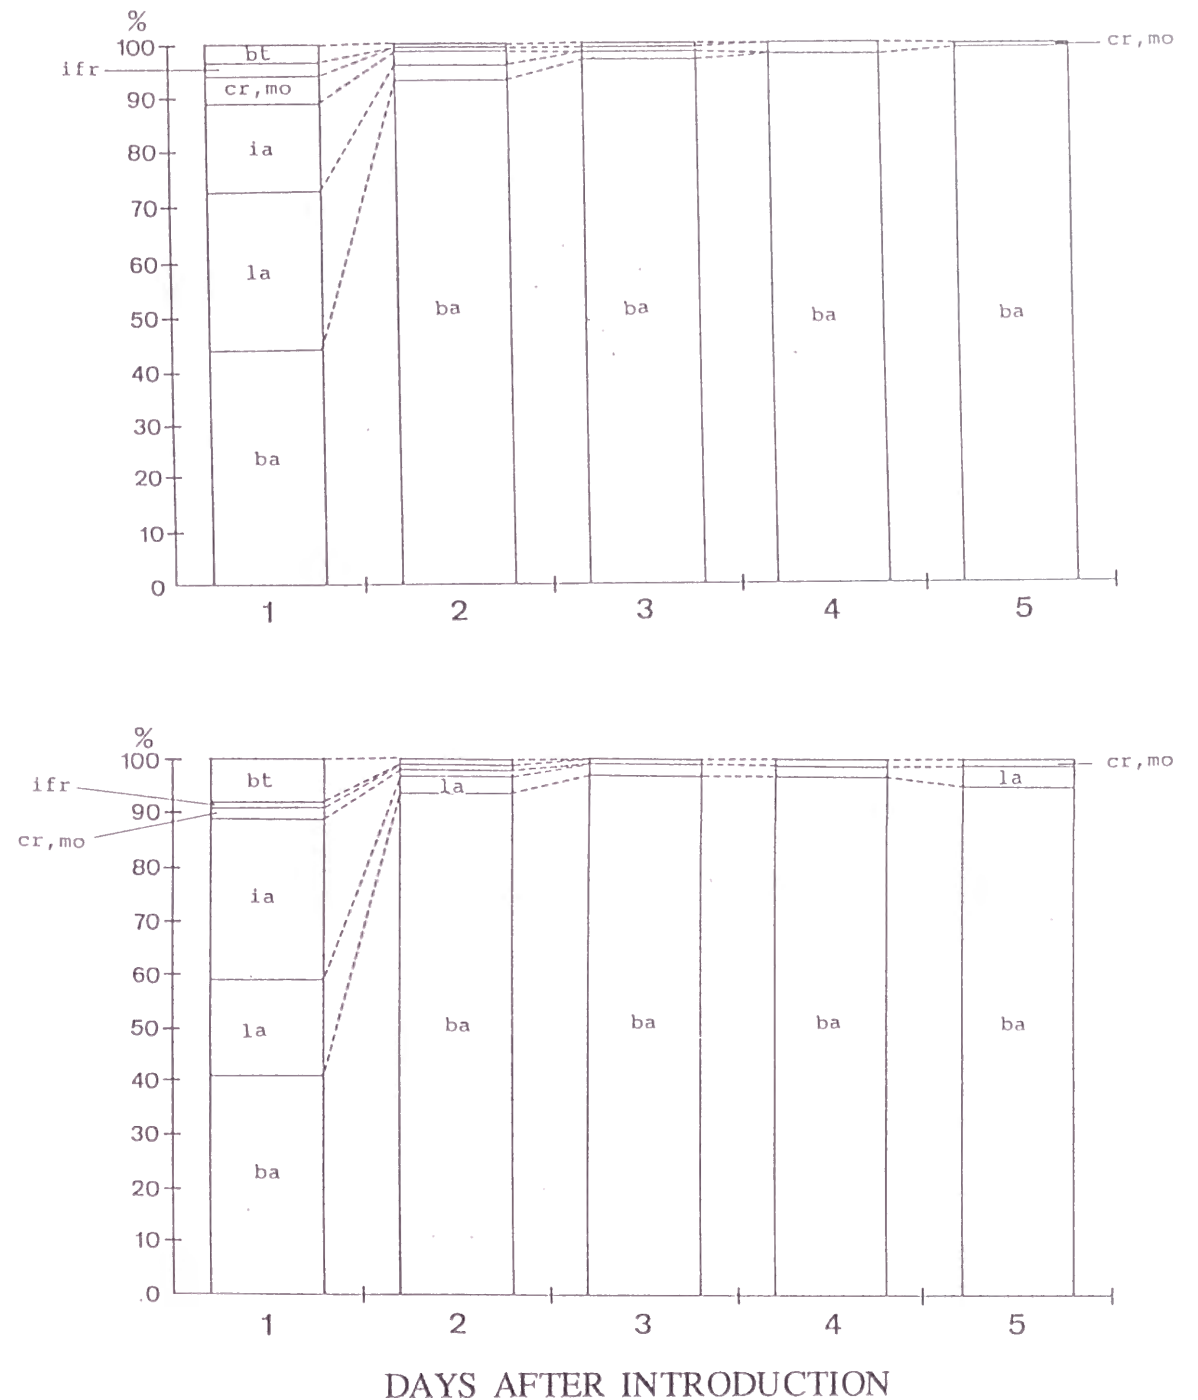 %
100 bt cr,mo
ifr
90 cr,mo
80 ia
70
60 la
50 ba ba ba ba
40
30
20 ba
10
0
1 2 3 4 5
%
100 cr,mo
ifr bt la la
90
cr,mo
80
ia
70
60
50 la ba ba ba ba
40
30
20 ba
10
.0
1 2 3 4 5
DAYS AFTER INTRODUCTION